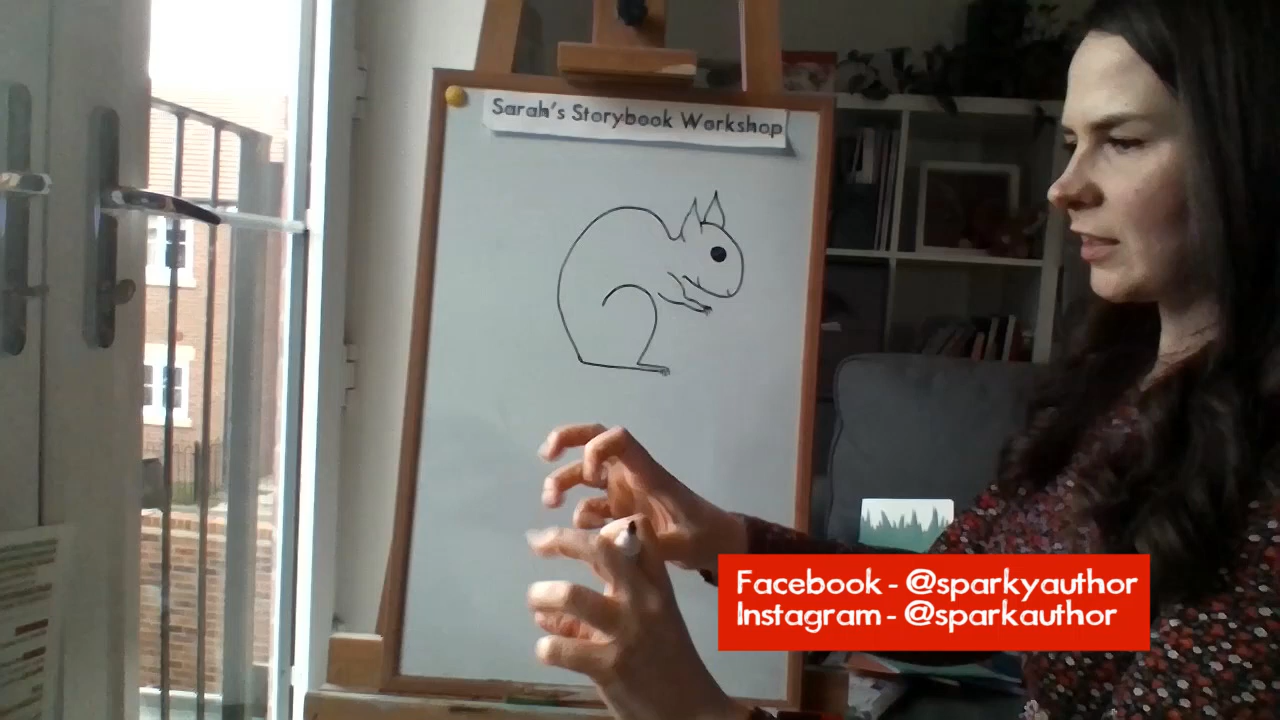 Sarah's Storybook Workshop
Facebook - @sparkyauthor
Instagram - @sparkauthor